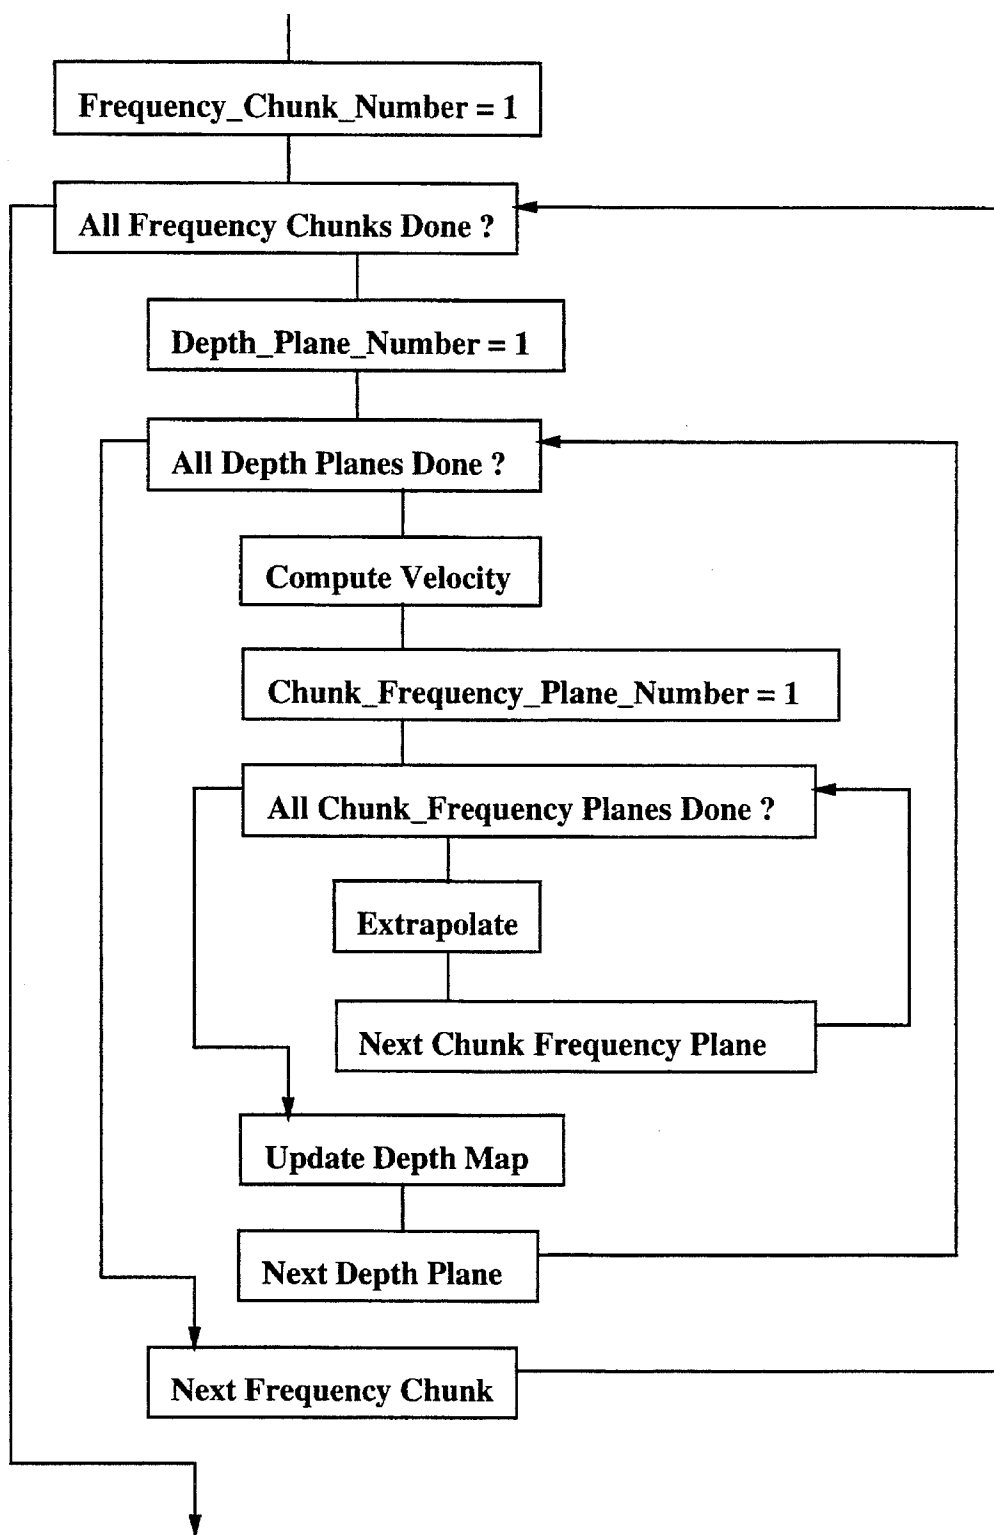 Frequency_Chunk_Number = 1
All Frequency Chunks Done ?
Depth_Plane_Number = 1
All Depth Planes Done ?
Compute Velocity
Chunk_Frequency_Plane_Number = 1
All Chunk_Frequency Planes Done ?
Extrapolate
Next Chunk Frequency Plane
Update Depth Map
Next Depth Plane
Next Frequency Chunk